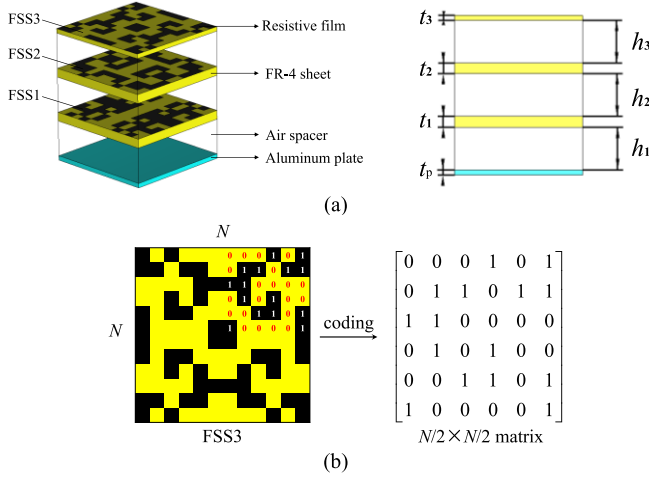 FSS3
Resistive film
FSS2
FR-4 sheet
FSS1
Air spacer
Aluminum plate
t3
h3
t2
h2
t1
h1
tp
(a)
N
N
0 0 0 1 0 1
0 1 1 0 1 1
1 1 0 0 0 0
0 1 0 1 0 0
0 0 1 1 0 1
1 0 0 0 0 1
FSS3
coding
0 0 0 1 0 1
0 1 1 0 1 1
1 1 0 0 0 0
0 1 0 1 0 0
0 0 1 1 0 1
1 0 0 0 0 1
N/2×N/2 matrix
(b)